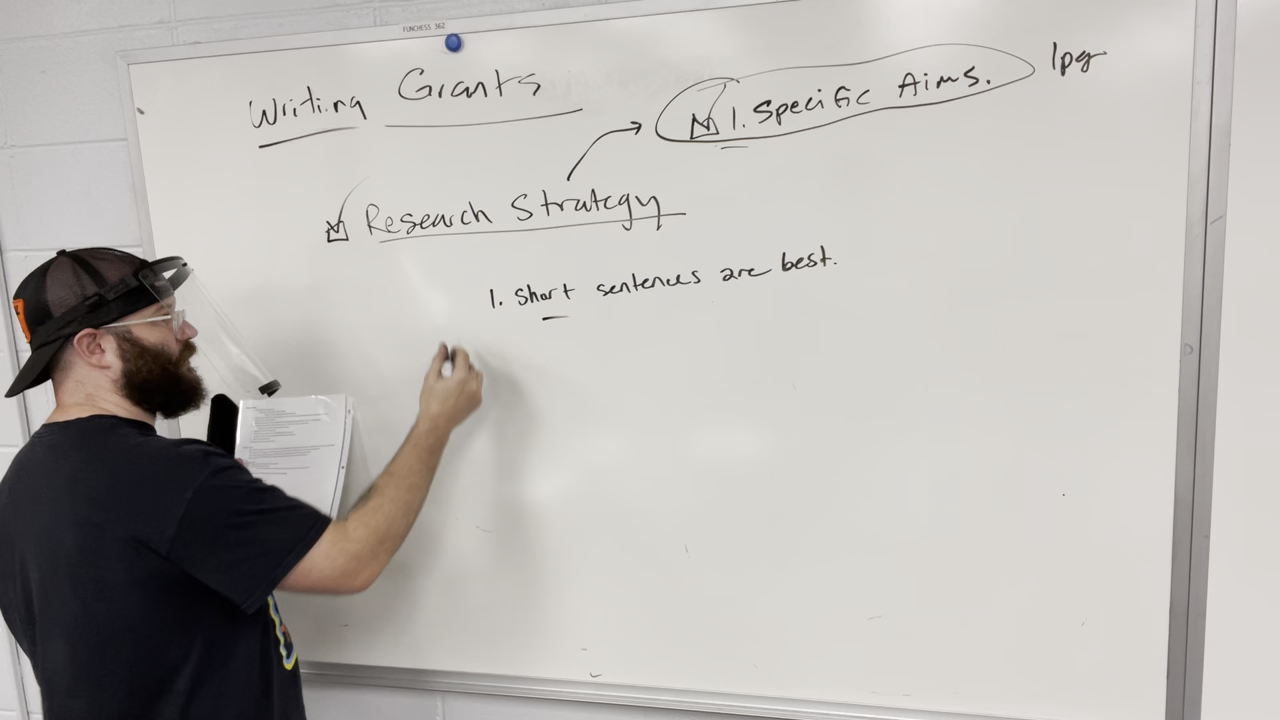 FUNCHESS 362
Writing Grants
1. Specific Aims. 1pg
Research Strategy
1. Short sentences are best.